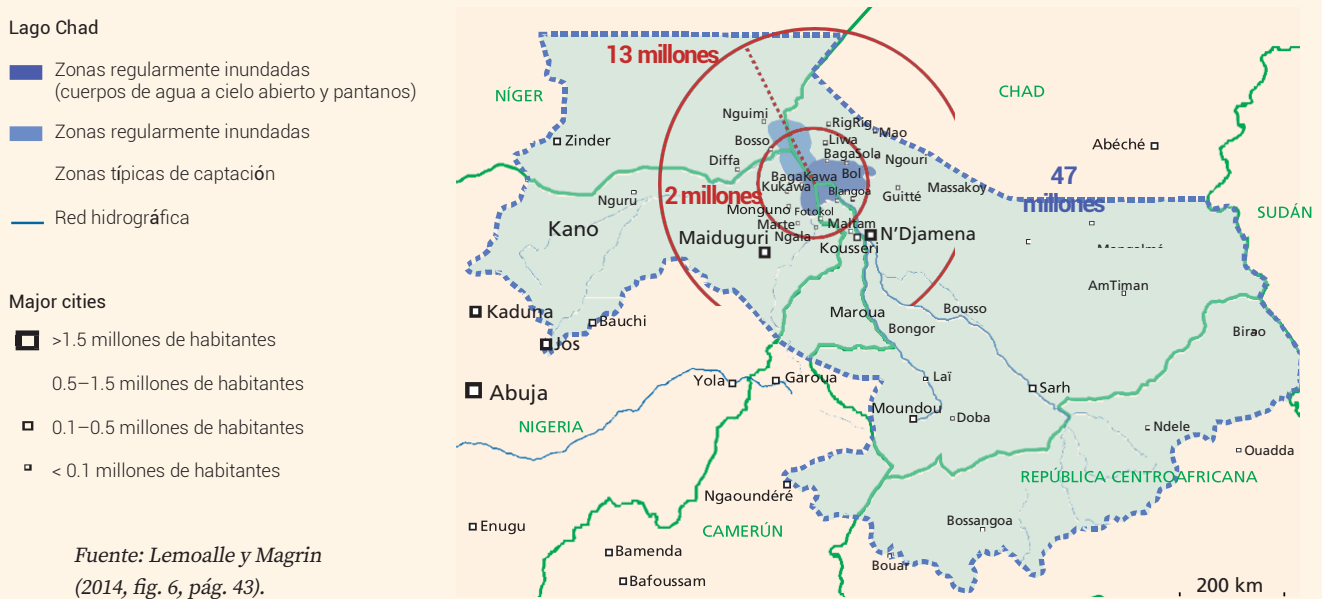 Lago Chad
Zonas regularmente inundadas
(cuerpos de agua a cielo abierto y pantanos)
Zonas regularmente inundadas
Zonas típicas de captación
Red hidrográfica
Major cities
>1.5 millones de habitantes
0.5–1.5 millones de habitantes
0.1–0.5 millones de habitantes
< 0.1 millones de habitantes
Fuente: Lemoalle y Magrin
(2014, fig. 6, pág. 43).
13 millones
NÍGER
CHAD
Nguimi
RigRig
Mao
Zinder
Bosso
Liwa
Abéché
Diffa
BagaSola
Ngouri
BagaKawa
Bol
47
millones
Kukawa
Blangoa
Massakoy
2 millones
Guitté
Nguru
Monguno
Fotokol
SUDÁN
Kano
Marte
Maltam
Maiduguri
Ngala
N'Djamena
Kousseri
AmTiman
Kaduna
Maroua
Bousso
Bauchi
Bongor
Birao
Jos
Yola
Garoua
Laï
Abuja
Sarh
Moundou
Doba
NIGERIA
Ndele
Ouadda
REPÚBLICA CENTROAFRICANA
Ngaoundéré
Enugu
CAMERÚN
Bossangoa
Bamenda
Bouar
Bafoussam
200 km